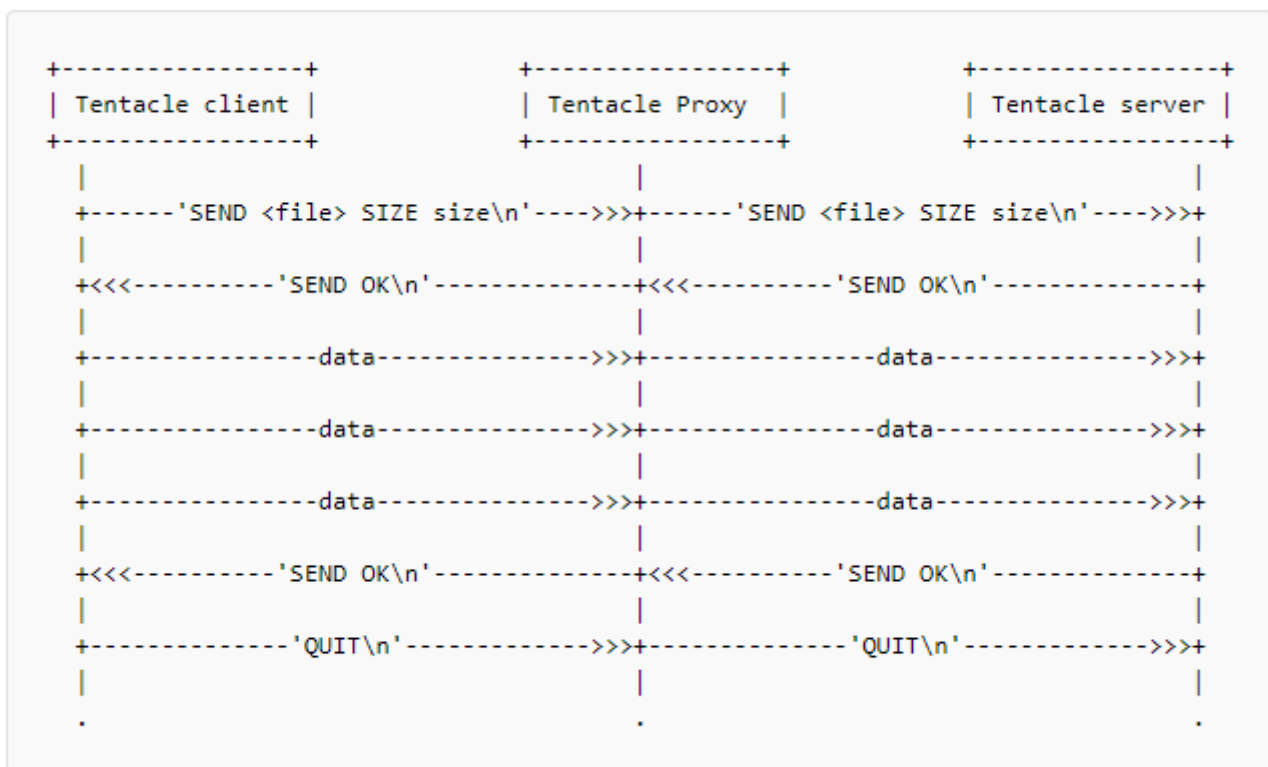 +-----------------+              +-----------------+            +-----------------+
| Tentacle client |              | Tentacle Proxy  |            | Tentacle server |
+-----------------+              +-----------------+            +-----------------+
  |                                      |                                      |
  +------'SEND <file> SIZE size\n'---->>>+------'SEND <file> SIZE size\n'---->>>+
  |                                      |                                      |
  +<<<----------'SEND OK\n'--------------+<<<----------'SEND OK\n'--------------+
  |                                      |                                      |
  +----------------data--------------->>>+----------------data--------------->>>+
  |                                      |                                      |
  +----------------data--------------->>>+----------------data--------------->>>+
  |                                      |                                      |
  +----------------data--------------->>>+----------------data--------------->>>+
  |                                      |                                      |
  +<<<----------'SEND OK\n'--------------+<<<----------'SEND OK\n'--------------+
  |                                      |                                      |
  +--------------'QUIT\n'------------->>>+--------------'QUIT\n'------------->>>+
  |                                      |                                      |
  .                                      .                                      .